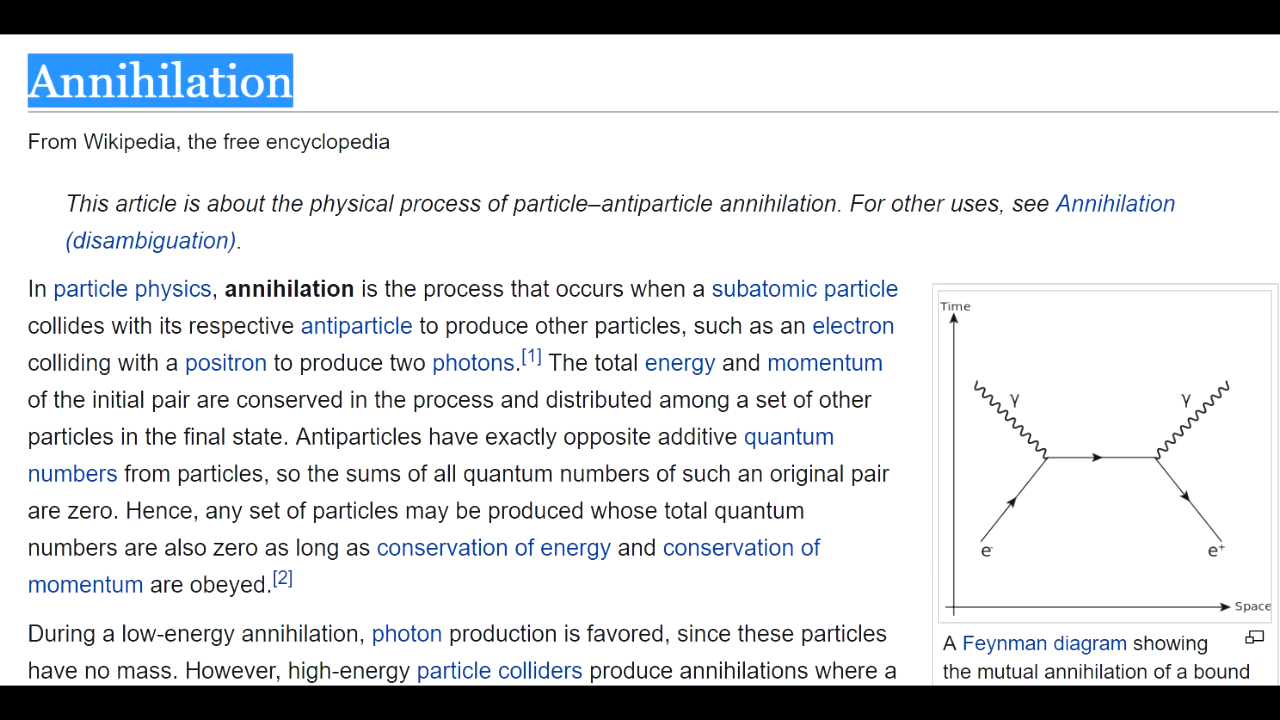 Annihilation
From Wikipedia, the free encyclopedia
This article is about the physical process of particle–antiparticle annihilation. For other uses, see Annihilation
(disambiguation).
In particle physics, annihilation is the process that occurs when a subatomic particle
collides with its respective antiparticle to produce other particles, such as an electron
colliding with a positron to produce two photons.[1] The total energy and momentum
of the initial pair are conserved in the process and distributed among a set of other
particles in the final state. Antiparticles have exactly opposite additive quantum
numbers from particles, so the sums of all quantum numbers of such an original pair
are zero. Hence, any set of particles may be produced whose total quantum
numbers are also zero as long as conservation of energy and conservation of
momentum are obeyed.[2]
During a low-energy annihilation, photon production is favored, since these particles
have no mass. However, high-energy particle colliders produce annihilations where a
Time
γ γ
e⁻ e⁺
Space
A Feynman diagram showing
the mutual annihilation of a bound